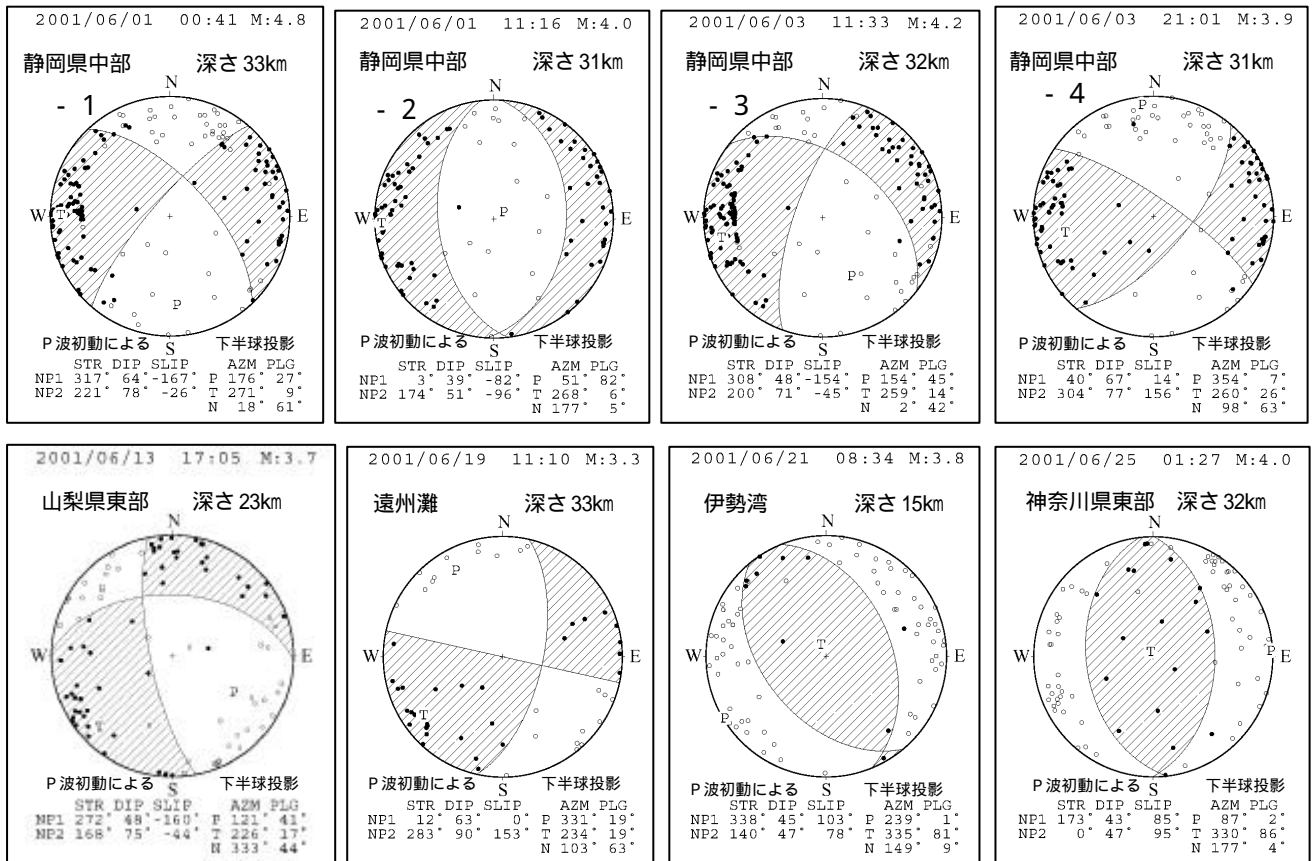 2001/06/01 00:41 M:4.8
静岡県中部 深さ33km
- 1
N
W
T
E
P
S
P波初動による 下半球投影
STR DIP SLIP AZM PLG
NP1 317° 64° -167° P 176° 27°
NP2 221° 78° -26° T 271° 9°
N 18° 61°
2001/06/01 11:16 M:4.0
静岡県中部 深さ31km
- 2
N
W
T
P
E
S
P波初動による 下半球投影
STR DIP SLIP AZM PLG
NP1 3° 39° -82° P 51° 82°
NP2 174° 51° -96° T 268° 6°
N 177° 5°
2001/06/03 11:33 M:4.2
静岡県中部 深さ32km
- 3
N
W
E
T
P
S
P波初動による 下半球投影
STR DIP SLIP AZM PLG
NP1 308° 48° -154° P 154° 45°
NP2 200° 71° -45° T 259° 14°
N 2° 42°
2001/06/03 21:01 M:3.9
静岡県中部 深さ31km
- 4
N
P
W
E
T
S
P波初動による 下半球投影
STR DIP SLIP AZM PLG
NP1 40° 67° 14° P 354° 7°
NP2 304° 77° 156° T 260° 26°
N 98° 63°
2001/06/13 17:05 M:3.7
山梨県東部 深さ23km
N
W
E
P
T
S
P波初動による 下半球投影
STR DIP SLIP AZM PLG
NP1 272° 48° -160° P 121° 41°
NP2 168° 75° -44° T 226° 17°
N 333° 44°
2001/06/19 11:10 M:3.3
遠州灘 深さ33km
N
P
W
E
T
S
P波初動による 下半球投影
STR DIP SLIP AZM PLG
NP1 12° 63° 0° P 331° 19°
NP2 283° 90° 153° T 234° 19°
N 103° 63°
2001/06/21 08:34 M:3.8
伊勢湾 深さ15km
N
T
W
E
P
S
P波初動による 下半球投影
STR DIP SLIP AZM PLG
NP1 338° 45° 103° P 239° 1°
NP2 140° 47° 78° T 335° 81°
N 149° 9°
2001/06/25 01:27 M:4.0
神奈川県東部 深さ32km
N
W
T
P
E
S
P波初動による 下半球投影
STR DIP SLIP AZM PLG
NP1 173° 43° 85° P 87° 2°
NP2 0° 47° 95° T 330° 86°
N 177° 4°